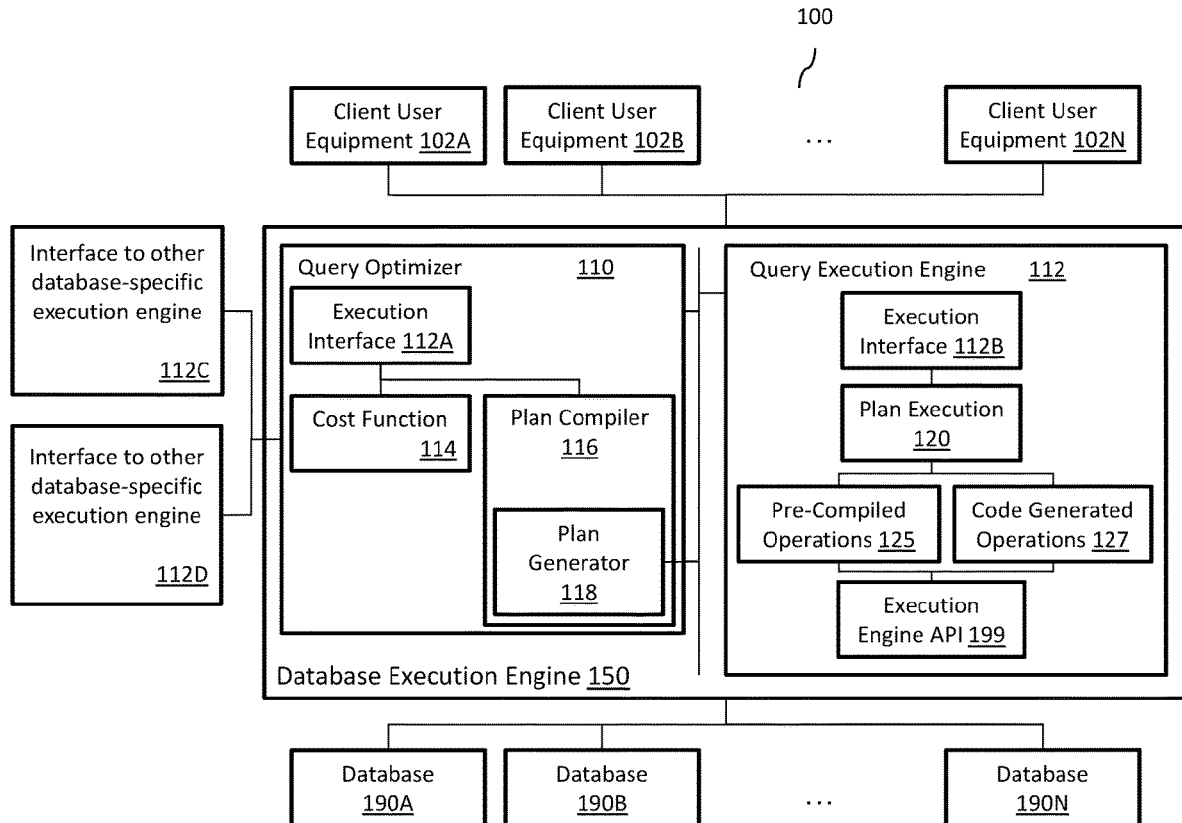 100
Client User
Equipment 102A
Client User
Equipment 102B
...
Client User
Equipment 102N
Interface to other
database-specific
execution engine
112C
Interface to other
database-specific
execution engine
112D
Query Optimizer 110
Execution
Interface 112A
Cost Function
114
Plan Compiler
116
Plan
Generator
118
Query Execution Engine 112
Execution
Interface 112B
Plan Execution
120
Pre-Compiled
Operations 125
Code Generated
Operations 127
Execution
Engine API 199
Database Execution Engine 150
Database
190A
Database
190B
...
Database
190N